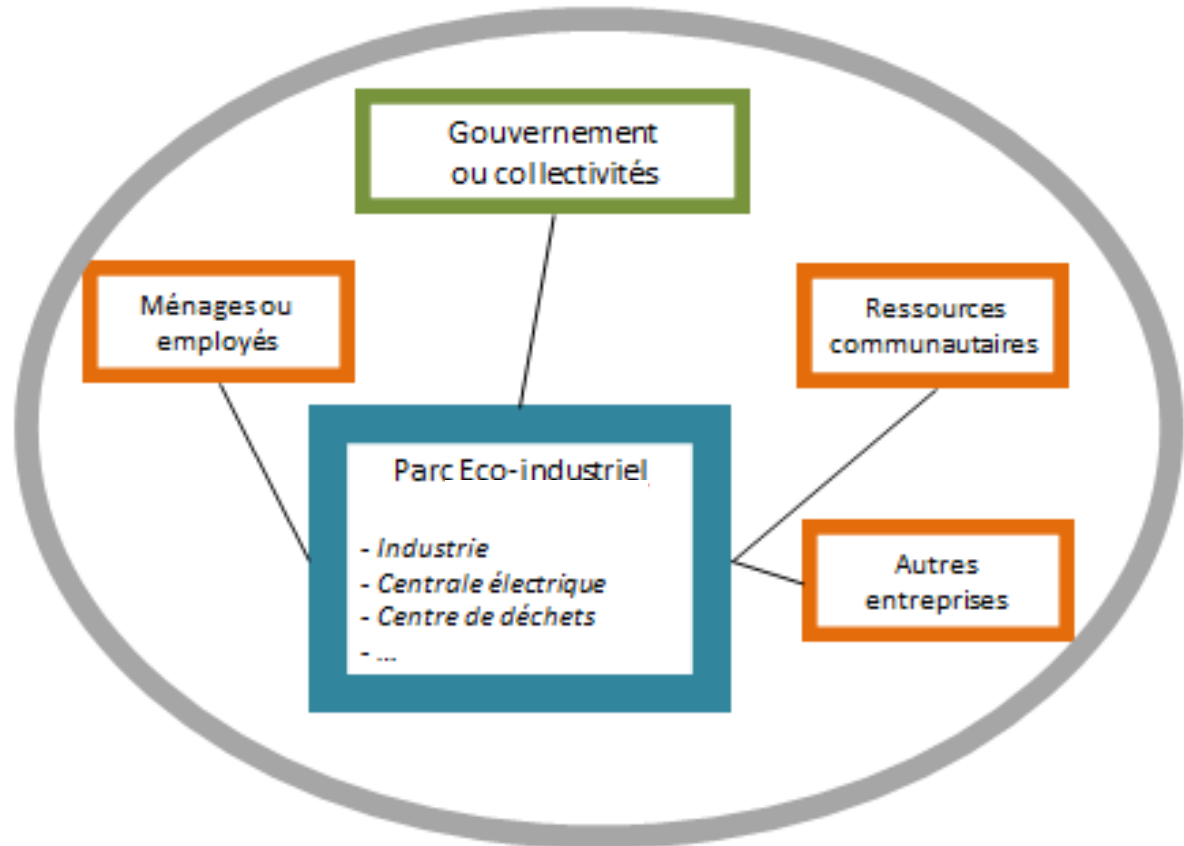 Gouvernement
ou collectivités
Ménages ou
employés
Ressources
communautaires
Parc Eco-industriel
- Industrie
- Centrale électrique
- Centre de déchets
- ...
Autres
entreprises